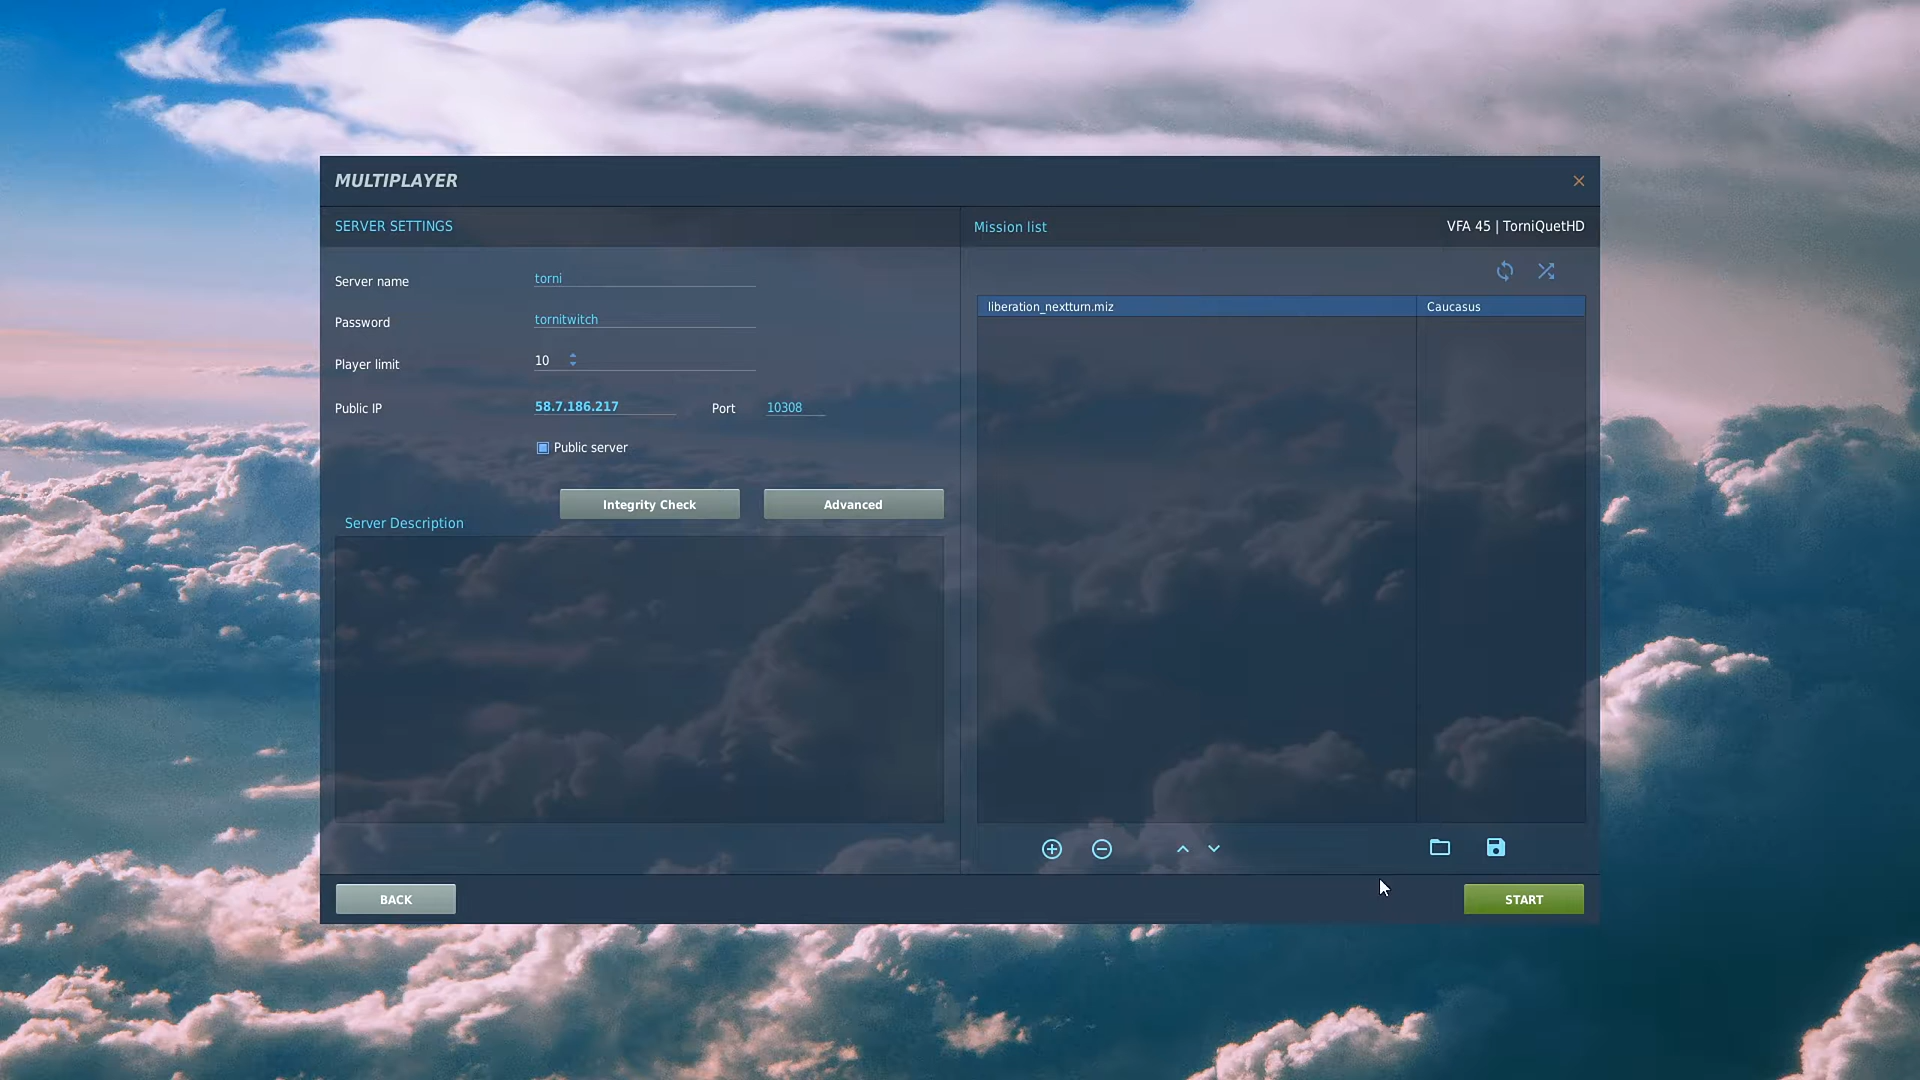 MULTIPLAYER
SERVER SETTINGS
Mission list
VFA 45 | TorniQuetHD
Server name
torni
Password
tornitwitch
Player limit
10
Public IP
58.7.186.217
Port
10308
Public server
Integrity Check
Advanced
Server Description
liberation_nextturn.miz
Caucasus
BACK
START